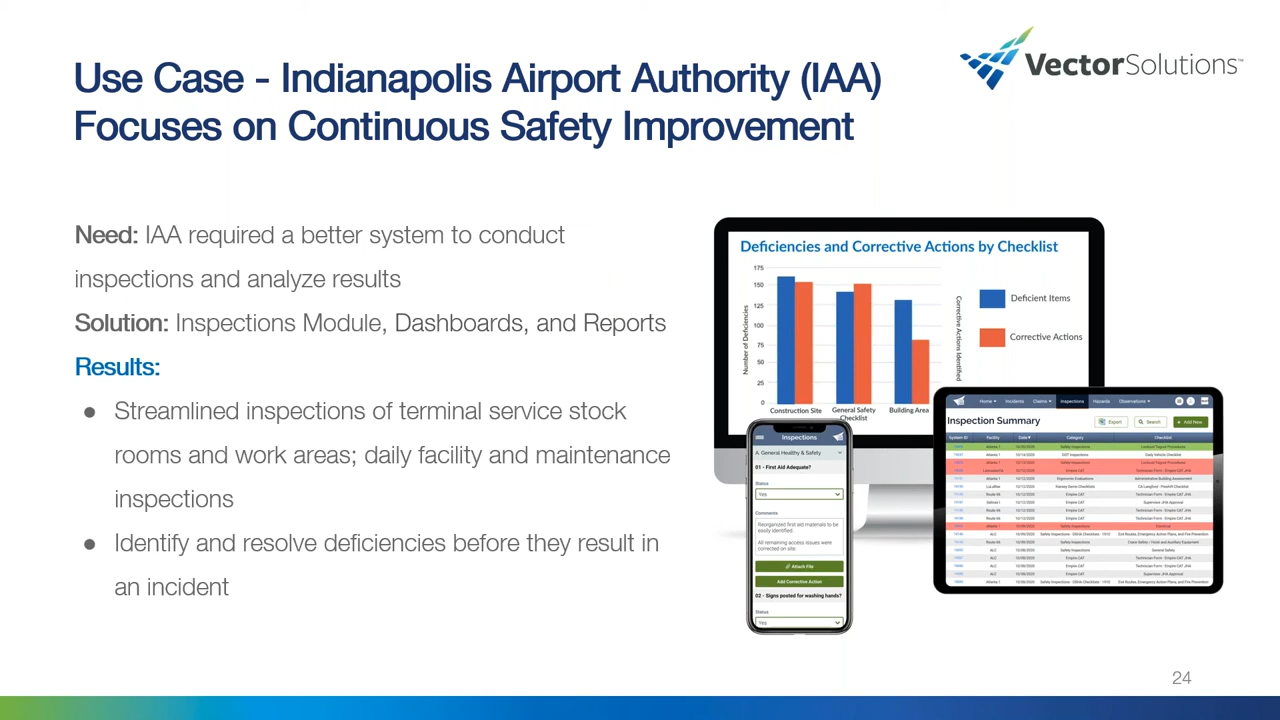 Use Case - Indianapolis Airport Authority (IAA)
Focuses on Continuous Safety Improvement
VectorSolutions™
Need: IAA required a better system to conduct
inspections and analyze results
Solution: Inspections Module, Dashboards, and Reports
Results:
● Streamlined inspections of terminal service stock
rooms and work areas; daily facility and maintenance
inspections
● Identify and resolve deficiencies before they result in
an incident
Deficiencies and Corrective Actions by Checklist
175
150
125
100
75
50
25
0
Number of Deficiencies
Corrective Actions Identified
Construction Site
General Safety
Checklist
Building Area
Deficient Items
Corrective Actions
Inspections
A. General Healthy & Safety
01 - First Aid Adequate?
Status
Yes
Comments
Reorganized first aid materials to be
easily identified.
All remaining access issues were
corrected on site.
Attach File
Add Corrective Action
02 - Signs posted for washing hands?
Status
Yes
Home Incidents Claims Inspections Hazards Observations
Inspection Summary
Export Search + Add New
System ID Facility Date Category Checklist
24